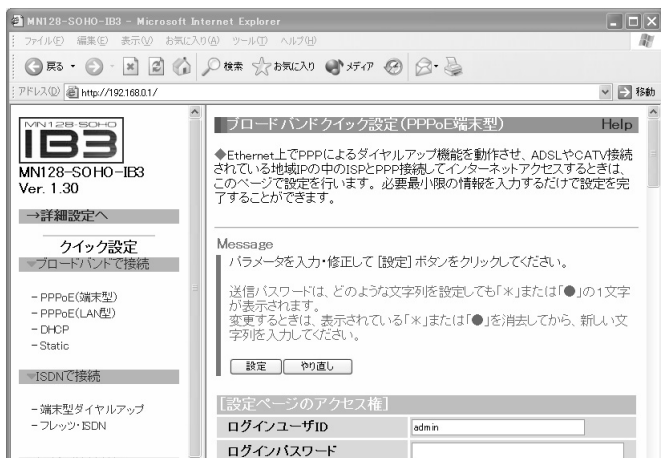 MN128-SOHO-IB3 - Microsoft Internet Explorer
ファイル(F) 編集(E) 表示(V) お気に入り(A) ツール(T) ヘルプ(H)
戻る 検索 お気に入り メディア
アドレス(D) http://192.168.0.1/ 移動
MN128-SOHO
IB3
MN128-SOHO-IB3
Ver. 1.30
→詳細設定へ
クイック設定
▼ブロードバンドで接続
- PPPoE(端末型)
- PPPoE(LAN型)
- DHCP
- Static
▼ISDNで接続
- 端末型ダイヤルアップ
- フレッツ・ISDN
ブロードバンドクイック設定(PPPoE端末型) Help
◆Ethernet上でPPPによるダイヤルアップ機能を動作させ、ADSLやCATV接続
されている地域IPの中のISPとPPP接続してインターネットアクセスするときは、
このページで設定を行います。必要最小限の情報を入力するだけで設定を完
了することができます。
Message
パラメータを入力・修正して [設定] ボタンをクリックしてください。
送信パスワードは、どのような文字列を設定しても「＊」または「●」の1文字
が表示されます。
変更するときは、表示されている「＊」または「●」を消去してから、新しい文
字列を入力してください。
設定 やり直し
[設定ページのアクセス権]
ログインユーザID admin
ログインパスワード